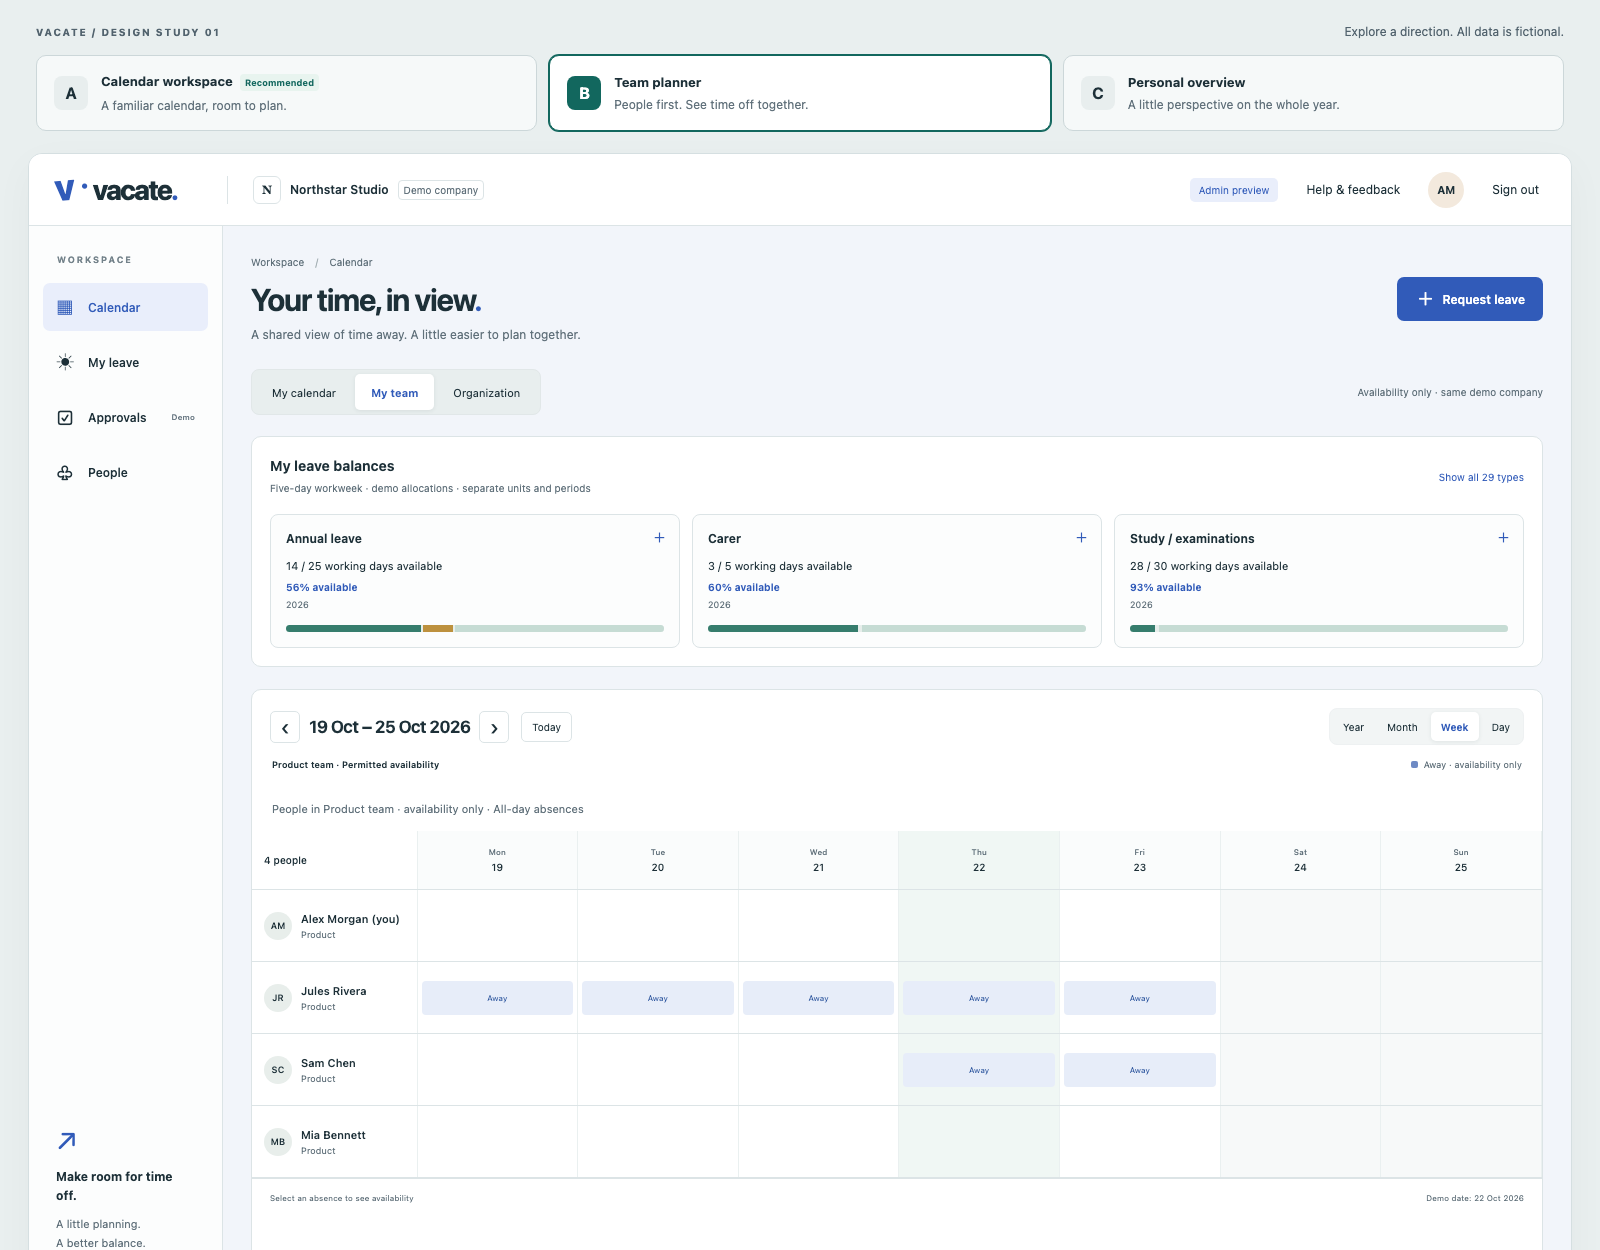 VACATE / DESIGN STUDY 01
Explore a direction. All data is fictional.
A
Calendar workspace Recommended
A familiar calendar, room to plan.
B
Team planner
People first. See time off together.
C
Personal overview
A little perspective on the whole year.
V vacate.
N Northstar Studio Demo company
Admin preview Help & feedback AM Sign out
WORKSPACE
Calendar
My leave
Approvals Demo
People
Make room for time
off.
A little planning.
A better balance.
Workspace / Calendar
Your time, in view.
A shared view of time away. A little easier to plan together.
+ Request leave
My calendar My team Organization
Availability only · same demo company
My leave balances
Five-day workweek · demo allocations · separate units and periods
Show all 29 types
Annual leave +
14 / 25 working days available
56% available
2026
Carer +
3 / 5 working days available
60% available
2026
Study / examinations +
28 / 30 working days available
93% available
2026
‹ 19 Oct – 25 Oct 2026 › Today
Year Month Week Day
Product team · Permitted availability
Away · availability only
People in Product team · availability only · All-day absences
4 people
Mon Tue Wed Thu Fri Sat Sun
19 20 21 22 23 24 25
AM Alex Morgan (you)
Product
JR Jules Rivera
Product
Away Away Away Away Away
SC Sam Chen
Product
Away Away
MB Mia Bennett
Product
Select an absence to see availability
Demo date: 22 Oct 2026